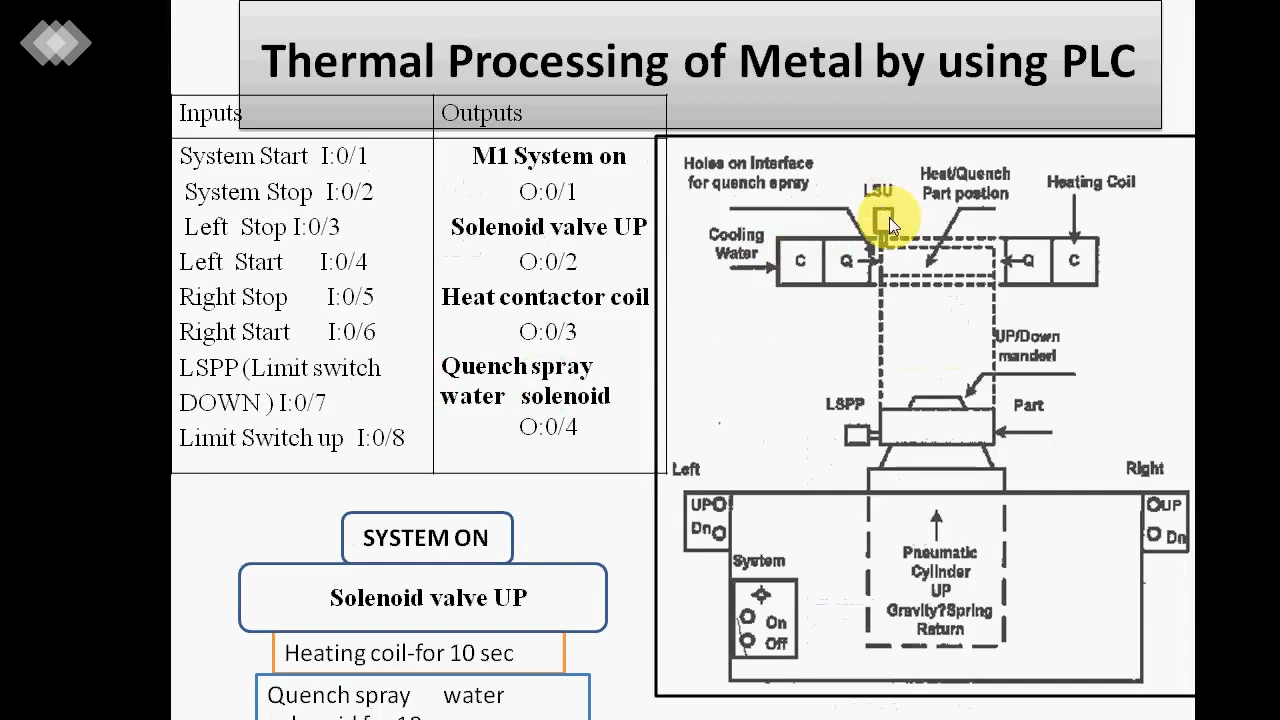 Thermal Processing of Metal by using PLC
Inputs
Outputs
System Start I:0/1
System Stop I:0/2
Left Stop I:0/3
Left Start I:0/4
Right Stop I:0/5
Right Start I:0/6
LSPP (Limit switch
DOWN ) I:0/7
Limit Switch up I:0/8
M1 System on
O:0/1
Solenoid valve UP
O:0/2
Heat contactor coil
O:0/3
Quench spray
water solenoid
O:0/4
Holes on Interface
for quench spray
LSU
Heat/Quench
Part postion
Heating Coil
Cooling
Water
C
Q
Q
C
UP/Down
manded
LSPP
Part
Left
Right
UP
Dn
UP
Dn
System
On
Off
Pneumatic
Cylinder
UP
Gravity?Spring
Return
SYSTEM ON
Solenoid valve UP
Heating coil-for 10 sec
Quench spray water